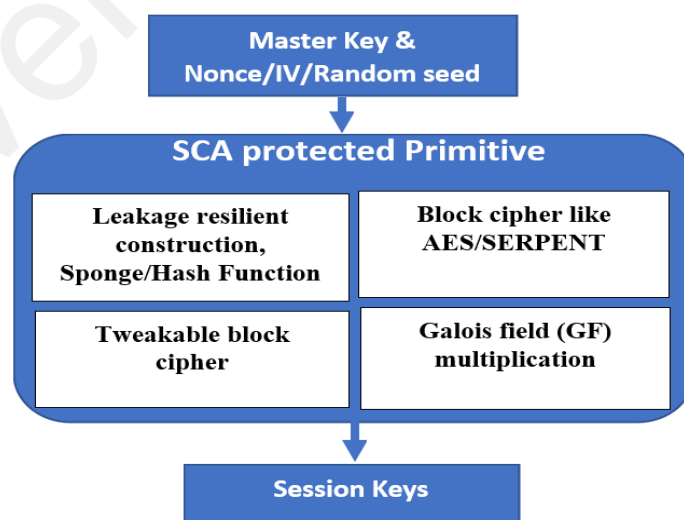 Master Key &
Nonce/IV/Random seed
SCA protected Primitive
Leakage resilient
construction,
Sponge/Hash Function
Block cipher like
AES/SERPENT
Tweakable block
cipher
Galois field (GF)
multiplication
Session Keys